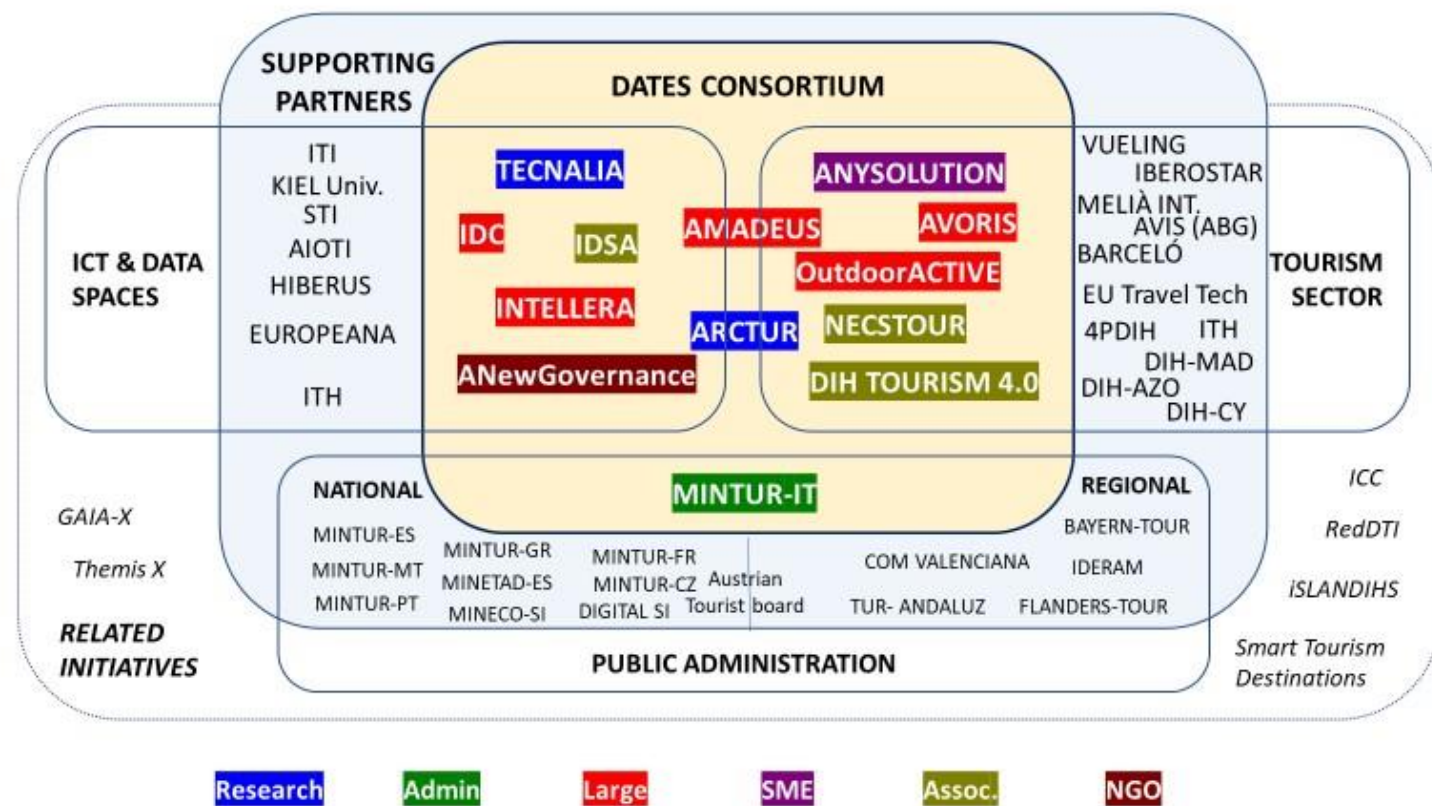 SUPPORTING
PARTNERS
DATES CONSORTIUM
ICT & DATA
SPACES
ITI
KIEL Univ.
STI
AIOTI
HIBERUS
EUROPEANA
ITH
TECNALIA
IDC
IDSA
INTELLERA
ANewGovernance
AMADEUS
ARCTUR
ANYSOLUTION
AVORIS
OutdoorACTIVE
NECSTOUR
DIH TOURISM 4.0
VUELING
IBEROSTAR
MELIÀ INT.
AVIS (ABG)
BARCELÓ
EU Travel Tech
4PDIH ITH
DIH-MAD
DIH-AZO
DIH-CY
TOURISM
SECTOR
MINTUR-IT
NATIONAL
MINTUR-ES
MINTUR-MT
MINTUR-PT
MINTUR-GR
MINETAD-ES
MINECO-SI
MINTUR-FR
MINTUR-CZ
DIGITAL SI
Austrian
Tourist board
REGIONAL
BAYERN-TOUR
COM VALENCIANA
IDERAM
TUR- ANDALUZ
FLANDERS-TOUR
PUBLIC ADMINISTRATION
GAIA-X
Themis X
RELATED
INITIATIVES
ICC
RedDTI
iSLANDIHS
Smart Tourism
Destinations
Research
Admin
Large
SME
Assoc.
NGO